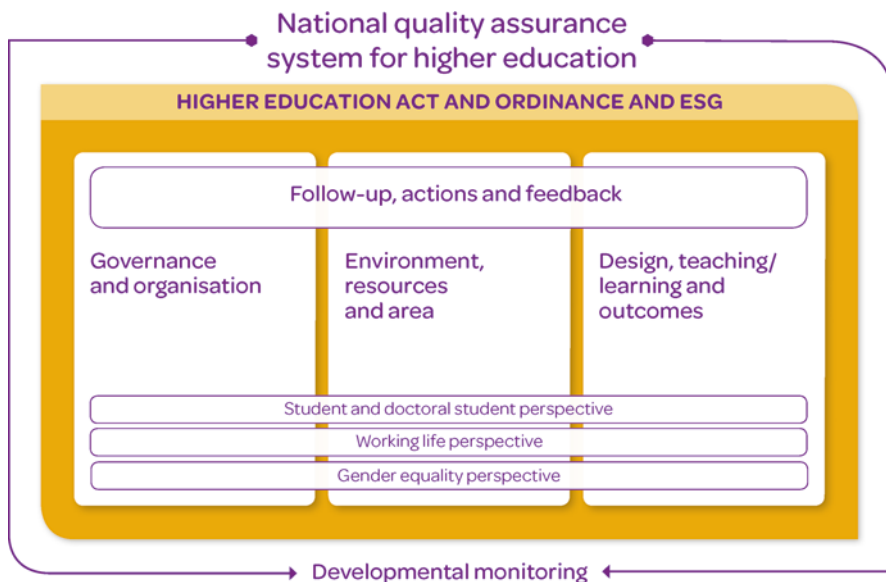 National quality assurance
system for higher education
HIGHER EDUCATION ACT AND ORDINANCE AND ESG
Follow-up, actions and feedback
Governance
and organisation
Environment,
resources
and area
Design, teaching/
learning and
outcomes
Student and doctoral student perspective
Working life perspective
Gender equality perspective
Developmental monitoring